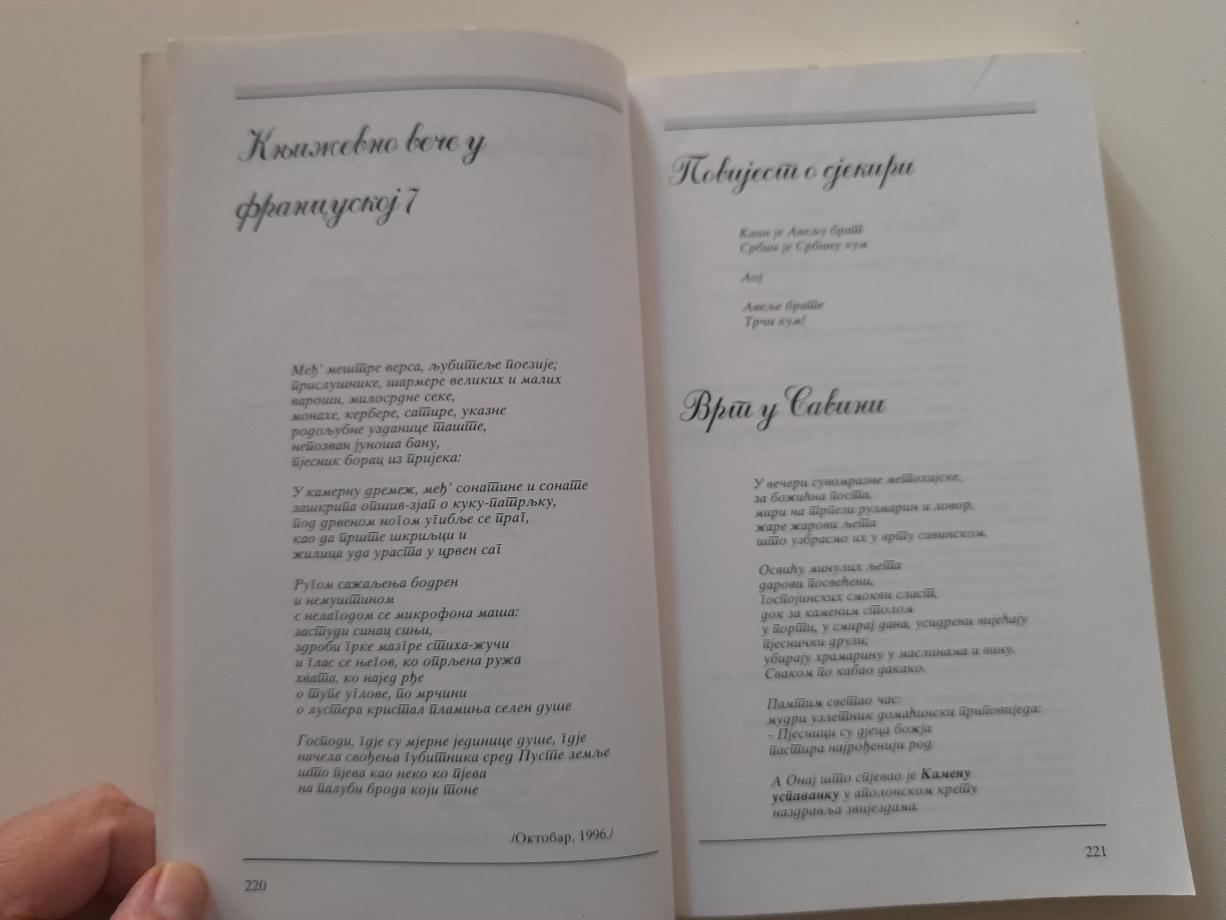 Књижевно вече у
француској 7
Међ' мештре верса, љубитеље поезије;
прислушнике, шармере великих и малих
вароши, милосрдне секе,
монахе, кербере, сатире, указне
родољубне узданице таште,
непозван јуноша бану,
пјесник борац из пријека:
У камерну дремеж, међ' сонатине и сонате
зашкрипа опшив-зјап о куку-патрљку,
под дрвеном ногом угибље се праг,
као да прште шкриљци и
жилица уда ураста у црвен саг
Ругом сажаљења бодрен
и немуштином
с нелагодом се микрофона маша:
застуди синац сињи,
здроби грке мазгре стиха-жучи
и глас се његов, ко опрљена ружа
хвата, ко најед рђе
о тупе углове, по мрчини
о лустера кристал пламиња селен душе
Господи, гдје су мјерне јединице душе, гдје
начела свођења губитника сред Пусте земље
што пјева као неко ко пјева
на палуби брода који тоне
/Октобар, 1996./
220
Повијест о сјекири
Каин је Авељу брат
Србин је Србину кум
Аој
Авеље брате
Трчи кум!
Врт у Савини
У вечери сувомразне метохијске,
за божићна поста,
мири на трпези рузмарин и ловор,
жаре жарови љета
што узбрасмо их у врту савинском.
Освићу минулих љета
дарови посвећени,
госпојинских смокви сласт,
док за каменим столом
у порти, у смирај дана, усидрени вијећају
пјеснички друзи;
убирају храмарину у маслинама и вину.
Сваком по кабао дакако.
Памтим светао час:
мудри узлетник домаћински приповиједа:
- Пјесници су дјеца божја
пастира најрођенији род.
А Онај што спјевао је Камену
успаванку у аполонском крету
наздравља звијездама.
221